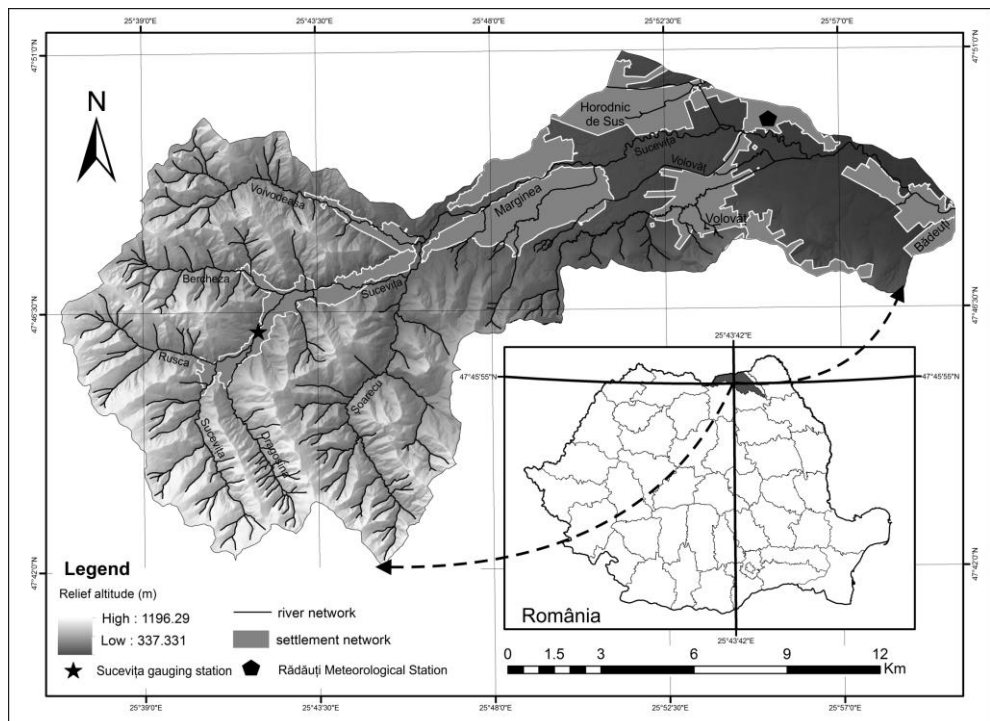 25°39'0"E
25°43'30"E
25°48'0"E
25°52'30"E
25°57'0"E
47°51'0"N
47°51'0"N
N
Horodnic
de Sus
Sucevița
Volovăț
Voivodeasa
Marginea
Volovăț
Bădeuți
Bercheza
Sucevița
47°46'30"N
47°46'30"N
Rusca
Șoarecu
Sucevița
Dragoșina
25°43'42"E
47°45'55"N
47°45'55"N
România
25°43'42"E
47°42'0"N
47°42'0"N
Legend
Relief altitude (m)
High : 1196.29
Low : 337.331
river network
settlement network
Sucevița gauging station
Rădăuți Meteorological Station
0 1.5 3 6 9 12
Km
25°39'0"E
25°43'30"E
25°48'0"E
25°52'30"E
25°57'0"E